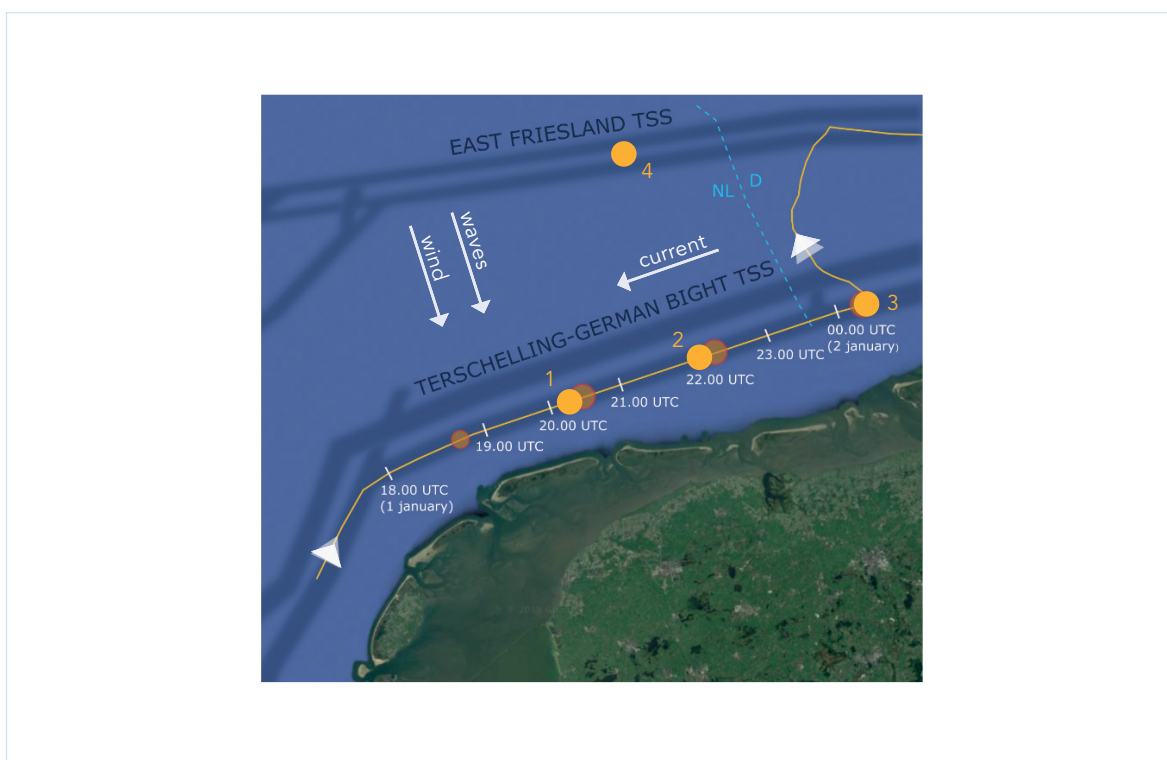 EAST FRIESLAND TSS
4
NL
D
wind
waves
current
TERSCHELLING-GERMAN BIGHT TSS
3
00.00 UTC
(2 january)
2
23.00 UTC
22.00 UTC
1
21.00 UTC
20.00 UTC
19.00 UTC
18.00 UTC
(1 january)